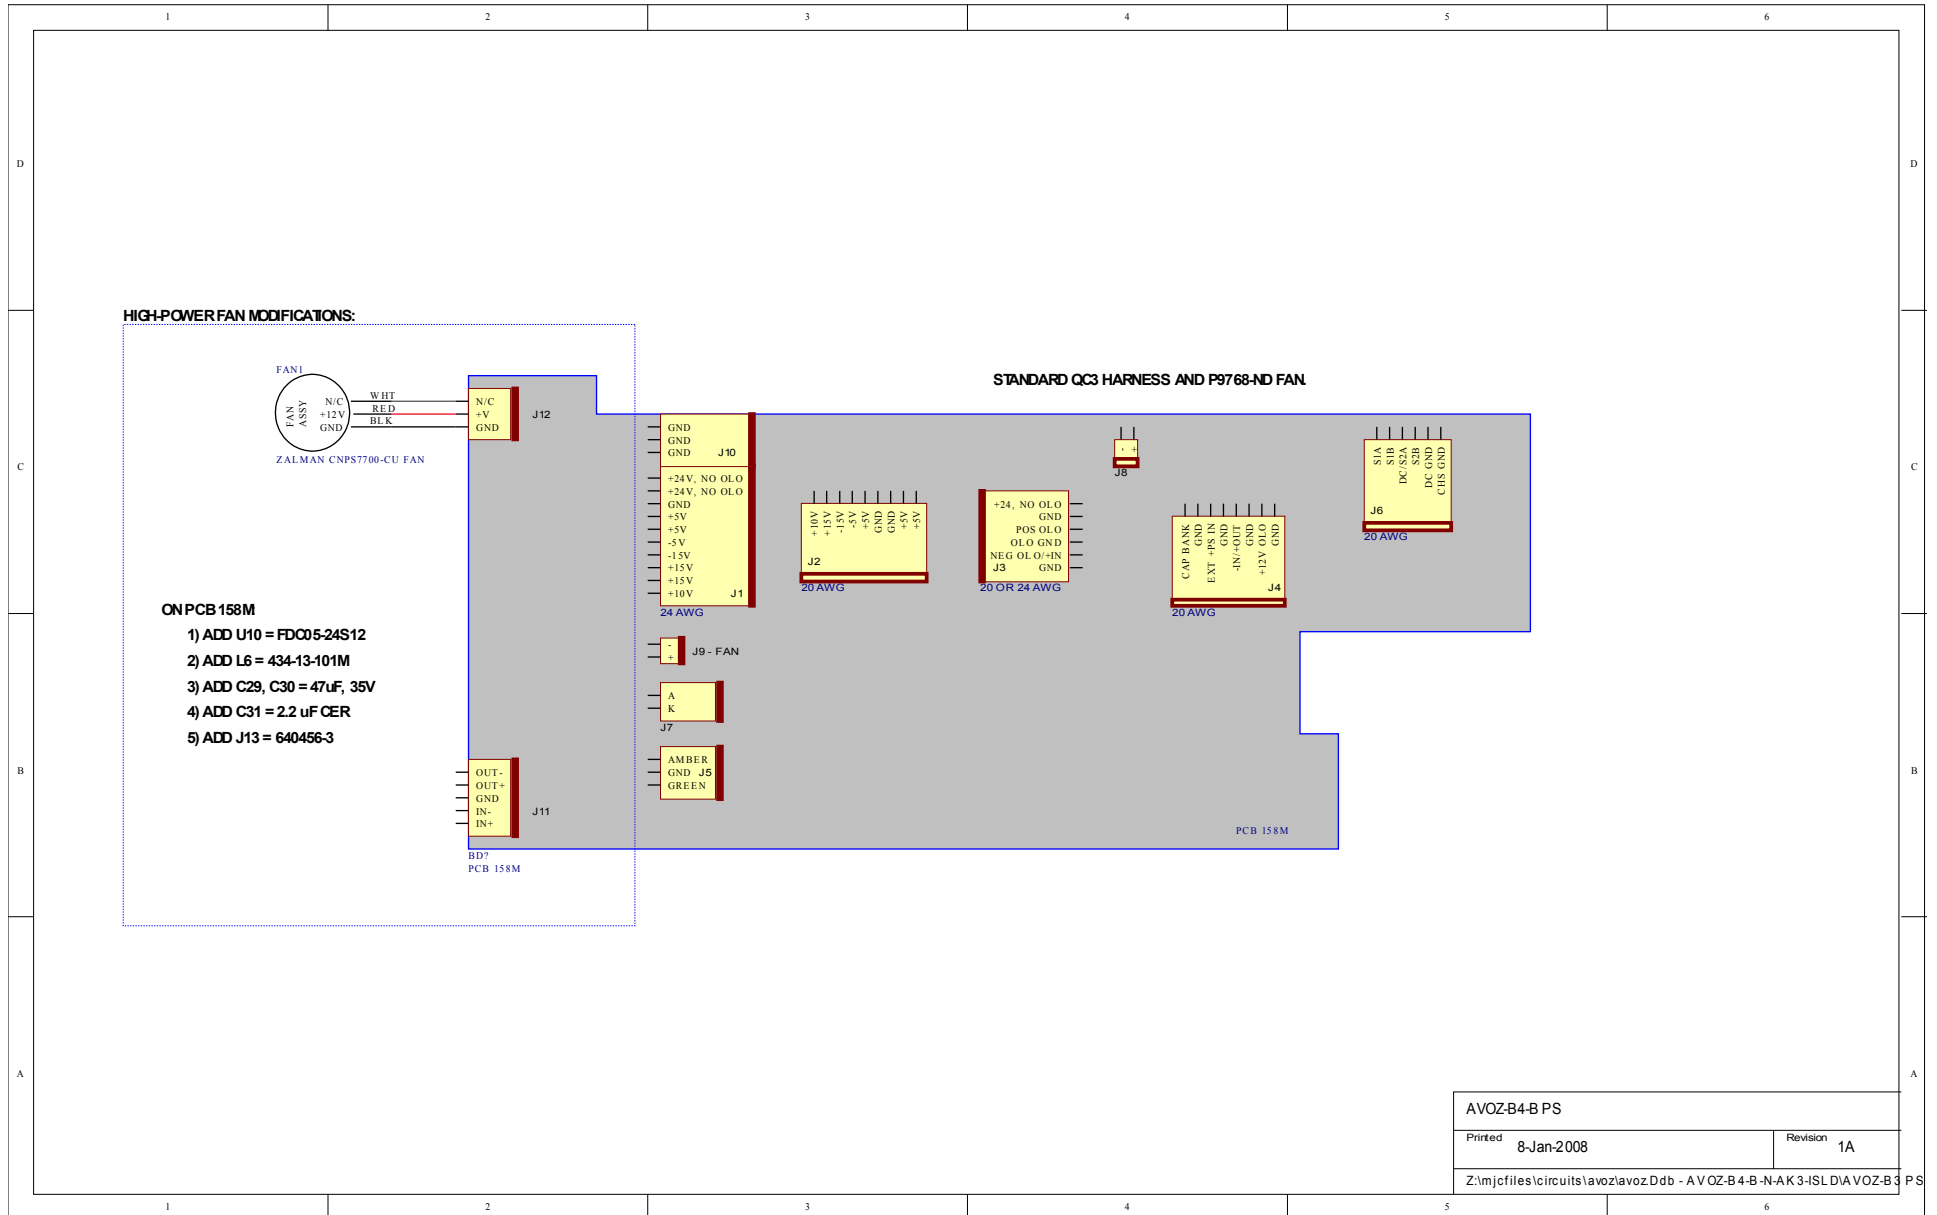 1 2 3 4 5 6
D D
HIGH-POWER FAN MODIFICATIONS:
FAN1
FAN ASSY
N/C
+12V
GND
WHT
RED
BLK
ZALMAN CNPS7700-CU FAN
N/C
+V
GND
J12
STANDARD QC3 HARNESS AND P9768-ND FAN.
C C
GND
GND
GND
J10
+24V, NO OLO
+24V, NO OLO
GND
+5V
+5V
-5V
-15V
+15V
+15V
+10V
J1
24 AWG
+10V
+15V
-15V
-5V
+5V
GND
GND
+5V
+5V
J2
20 AWG
+24, NO OLO
GND
POS OLO
OLO GND
NEG OLO/+IN
GND
J3
20 OR 24 AWG
- +
J8
CAP BANK
GND
EXT +PS IN
GND
-IN/+OUT
GND
+12V OLO
GND
J4
20 AWG
S1A
S1B
DC/S2A
S2B
DC GND
CHS GND
J6
20 AWG
ON PCB 158M:
1) ADD U10 = FDC05-24S12
2) ADD L6 = 434-13-101M
3) ADD C29, C30 = 47uF, 35V
4) ADD C31 = 2.2 uF CER
5) ADD J13 = 640456-3
-
+
J9 - FAN
A
K
J7
AMBER
GND
GREEN
J5
B B
OUT-
OUT+
GND
IN-
IN+
J11
BD?
PCB 158M
PCB 158M
A A
AVOZ-B4-B PS
Printed 8-Jan-2008
Revision 1A
Z:\mjcfiles\circuits\avoz\avoz.Ddb - AVOZ-B4-B-N-AK3-ISLD\AVOZ-B3 PS
1 2 3 4 5 6